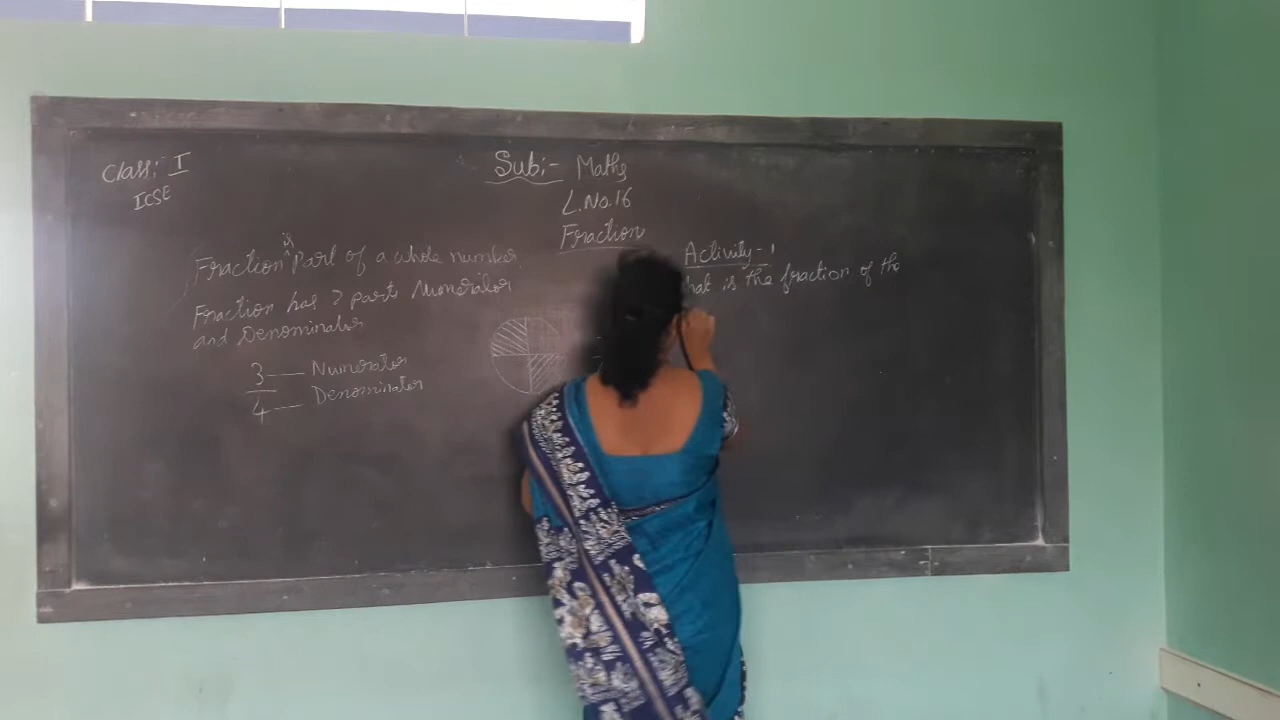 Class: I
ICSE
Sub:- Maths
L.No.16
Fraction
Fraction is Part of a whole number.
Fraction has 2 parts Numerator
and Denominator
3 — Numerator
4 — Denominator
Activity-1
is the fraction of the